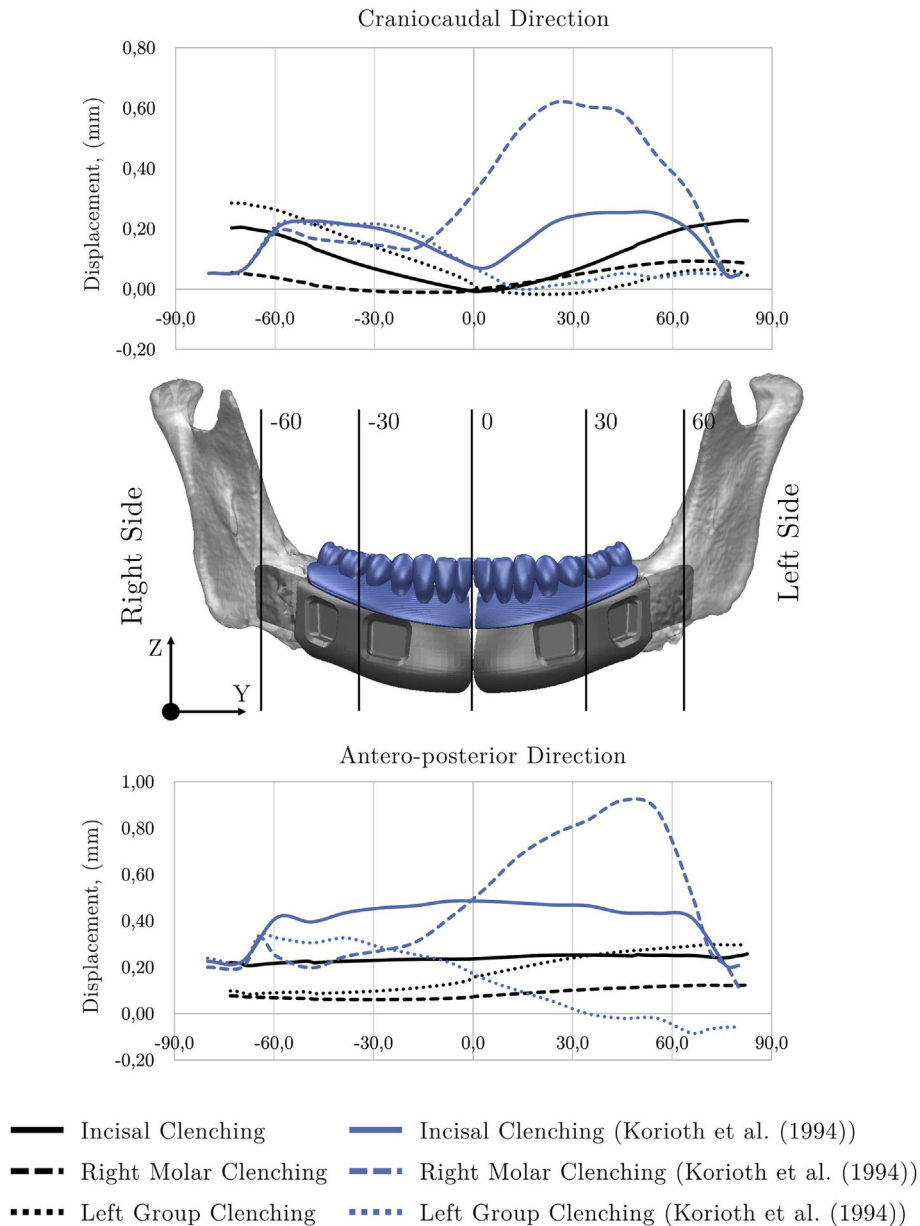 Craniocaudal Direction
0,80
0,60
0,40
0,20
0,00
-0,20
Displacement, (mm)
-90,0 -60,0 -30,0 0,0 30,0 60,0 90,0
-60 -30 0 30 60
Right Side
Left Side
Z
Y
Antero-posterior Direction
1,00
0,80
0,60
0,40
0,20
0,00
-0,20
Displacement, (mm)
-90,0 -60,0 -30,0 0,0 30,0 60,0 90,0
Incisal Clenching
Incisal Clenching (Korioth et al. (1994))
Right Molar Clenching
Right Molar Clenching (Korioth et al. (1994))
Left Group Clenching
Left Group Clenching (Korioth et al. (1994))